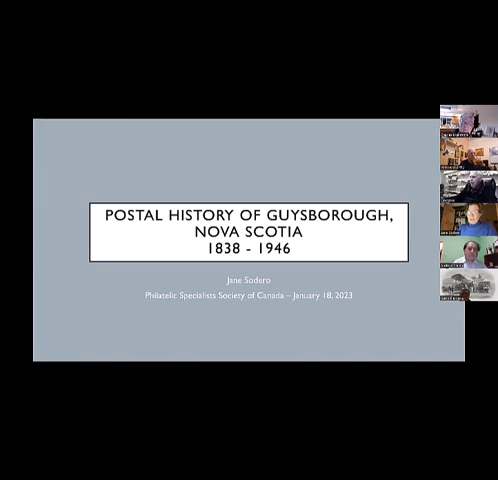 POSTAL HISTORY OF GUYSBOROUGH,
NOVA SCOTIA
1838 - 1946
Jane Sodero
Philatelic Specialists Society of Canada – January 18, 2023